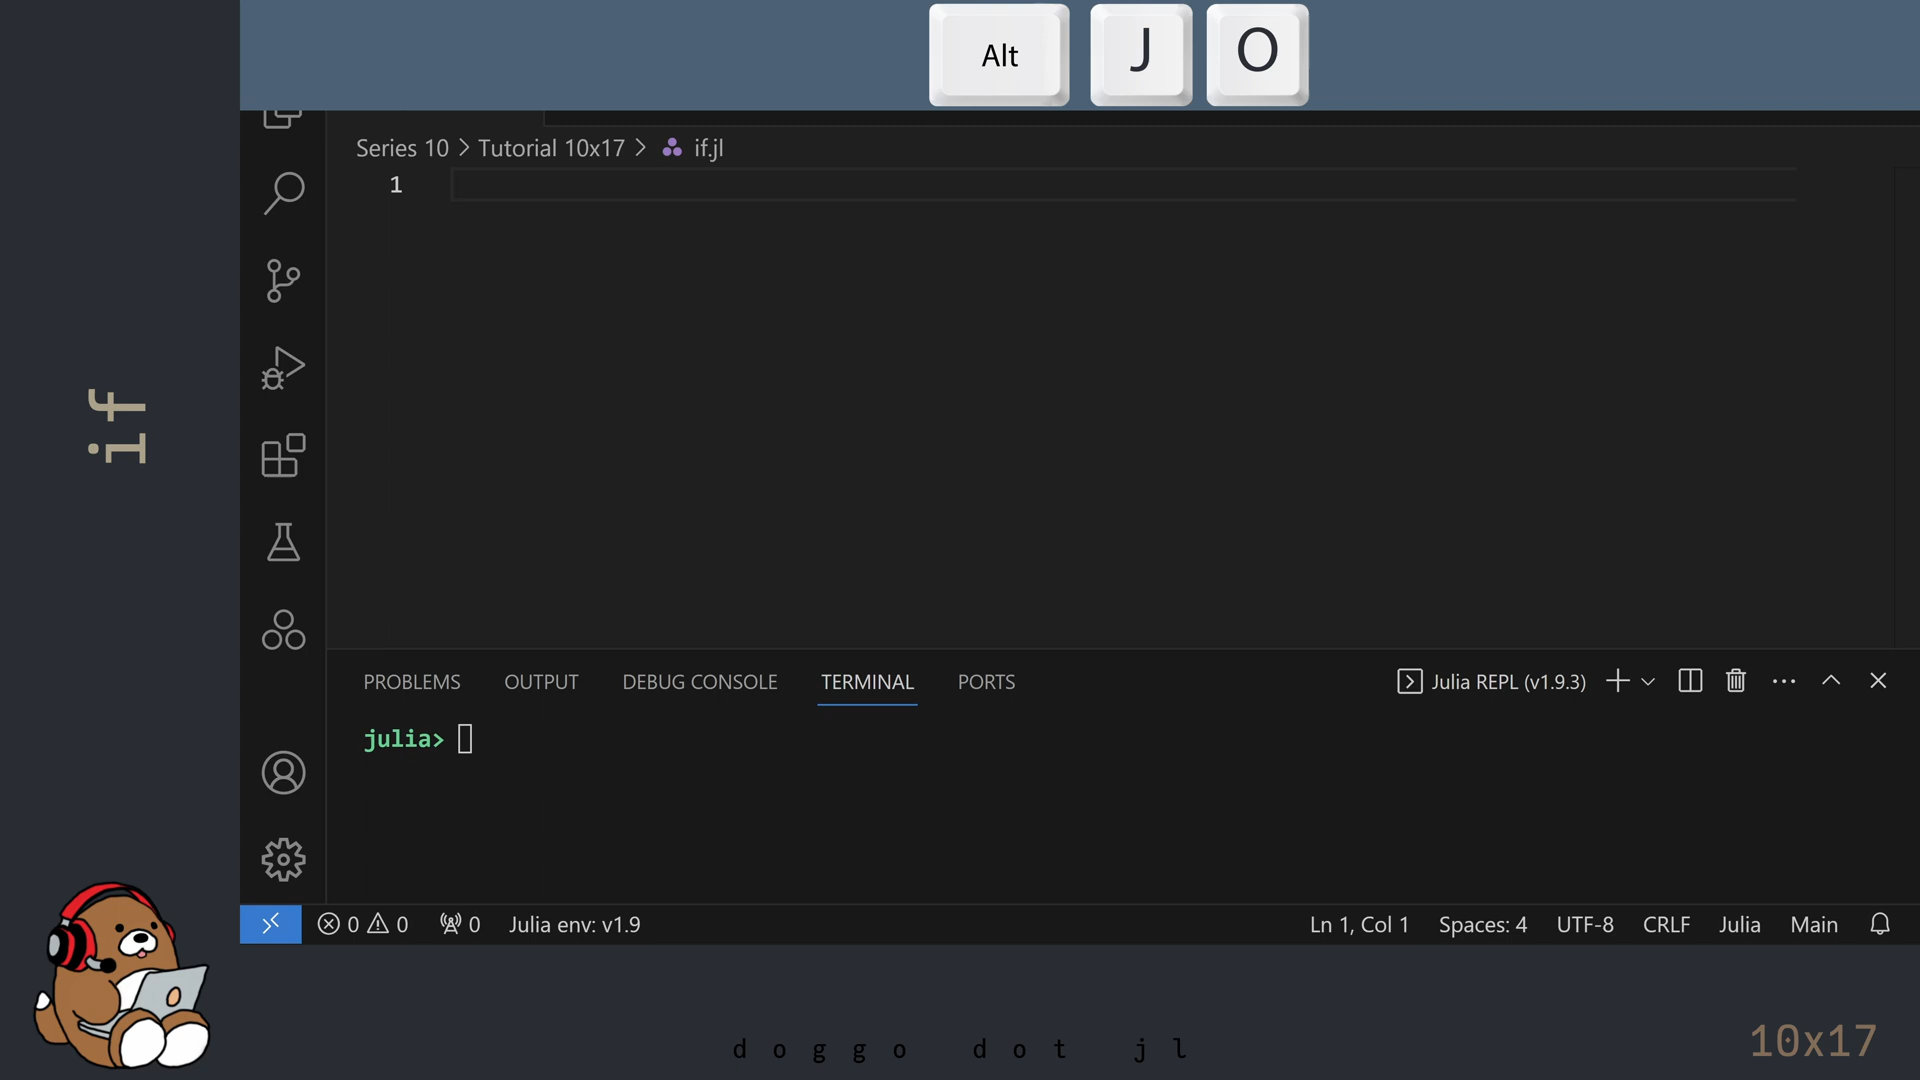 Alt J O
Series 10 > Tutorial 10x17 > if.jl
1
if
PROBLEMS OUTPUT DEBUG CONSOLE TERMINAL PORTS Julia REPL (v1.9.3)
julia>
0 0 0 Julia env: v1.9 Ln 1, Col 1 Spaces: 4 UTF-8 CRLF Julia Main
doggo dot jl
10x17